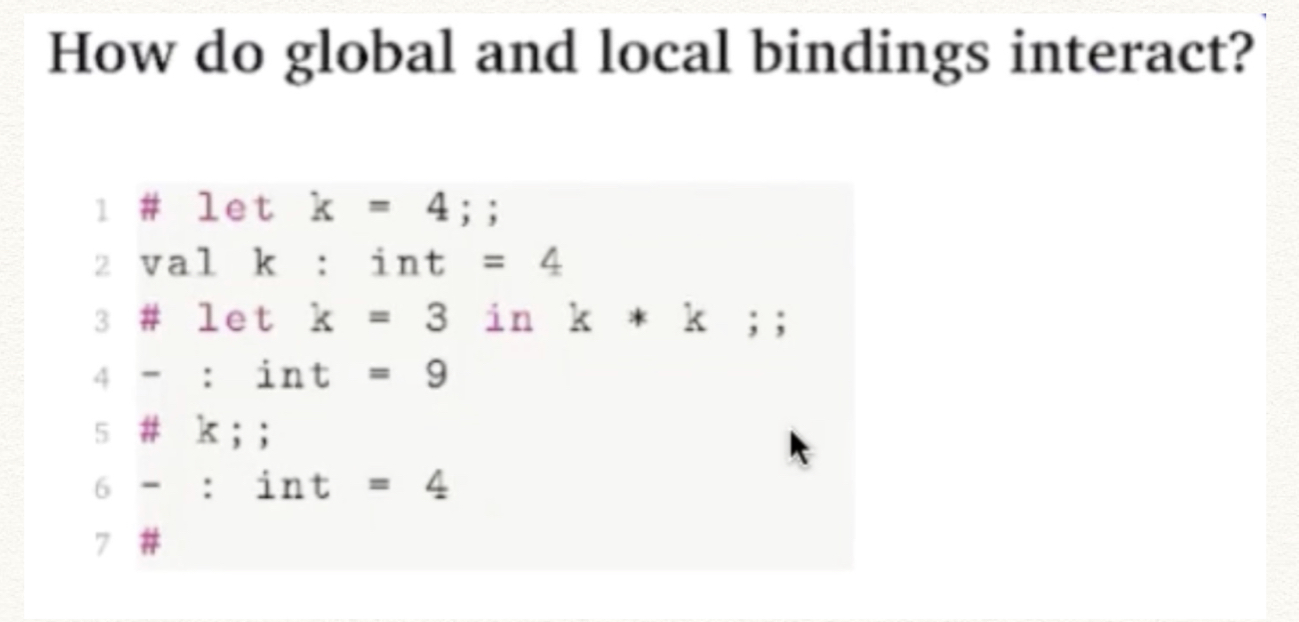 How do global and local bindings interact?
1 # let k = 4;;
2 val k : int = 4
3 # let k = 3 in k * k ;;
4 - : int = 9
5 # k;;
6 - : int = 4
7 #